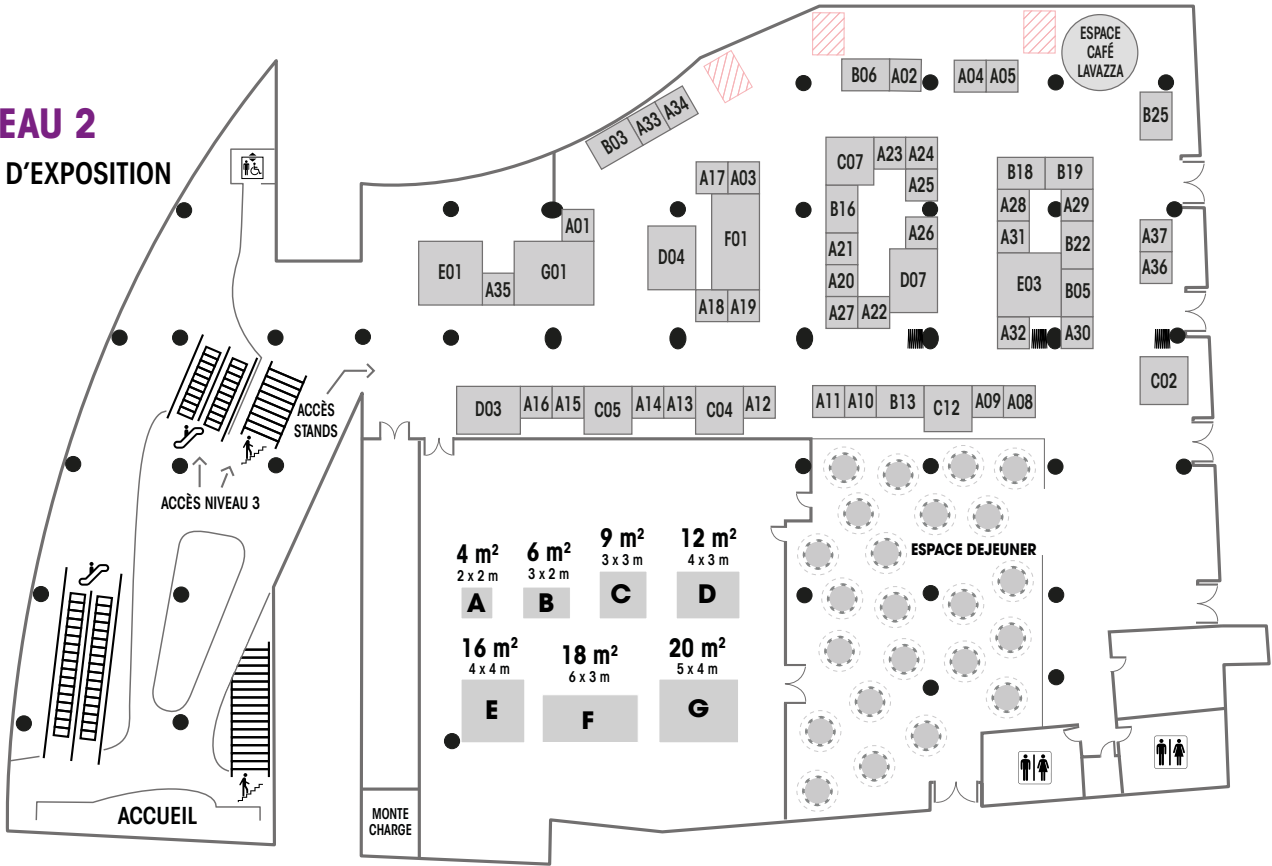 EAU 2
D'EXPOSITION
ESPACE
CAFÉ
LAVAZZA
B06 A02 A04 A05
B25
B03 A33 A34
C07 A23 A24
A25
B16
A21
A20
A27 A22
A26
D07
B18 B19
A28 A29
A31 B22
E03 B05
A32 A30
A37
A36
C02
A17 A03
F01
D04
A18 A19
A01
E01
A35
G01
ACCÈS
STANDS
D03 A16 A15 C05 A14 A13 C04 A12
A11 A10 B13 C12 A09 A08
ACCÈS NIVEAU 3
ESPACE DEJEUNER
4 m²
2 x 2 m
A
6 m²
3 x 2 m
B
9 m²
3 x 3 m
C
12 m²
4 x 3 m
D
16 m²
4 x 4 m
E
18 m²
6 x 3 m
F
20 m²
5 x 4 m
G
ACCUEIL
MONTE
CHARGE